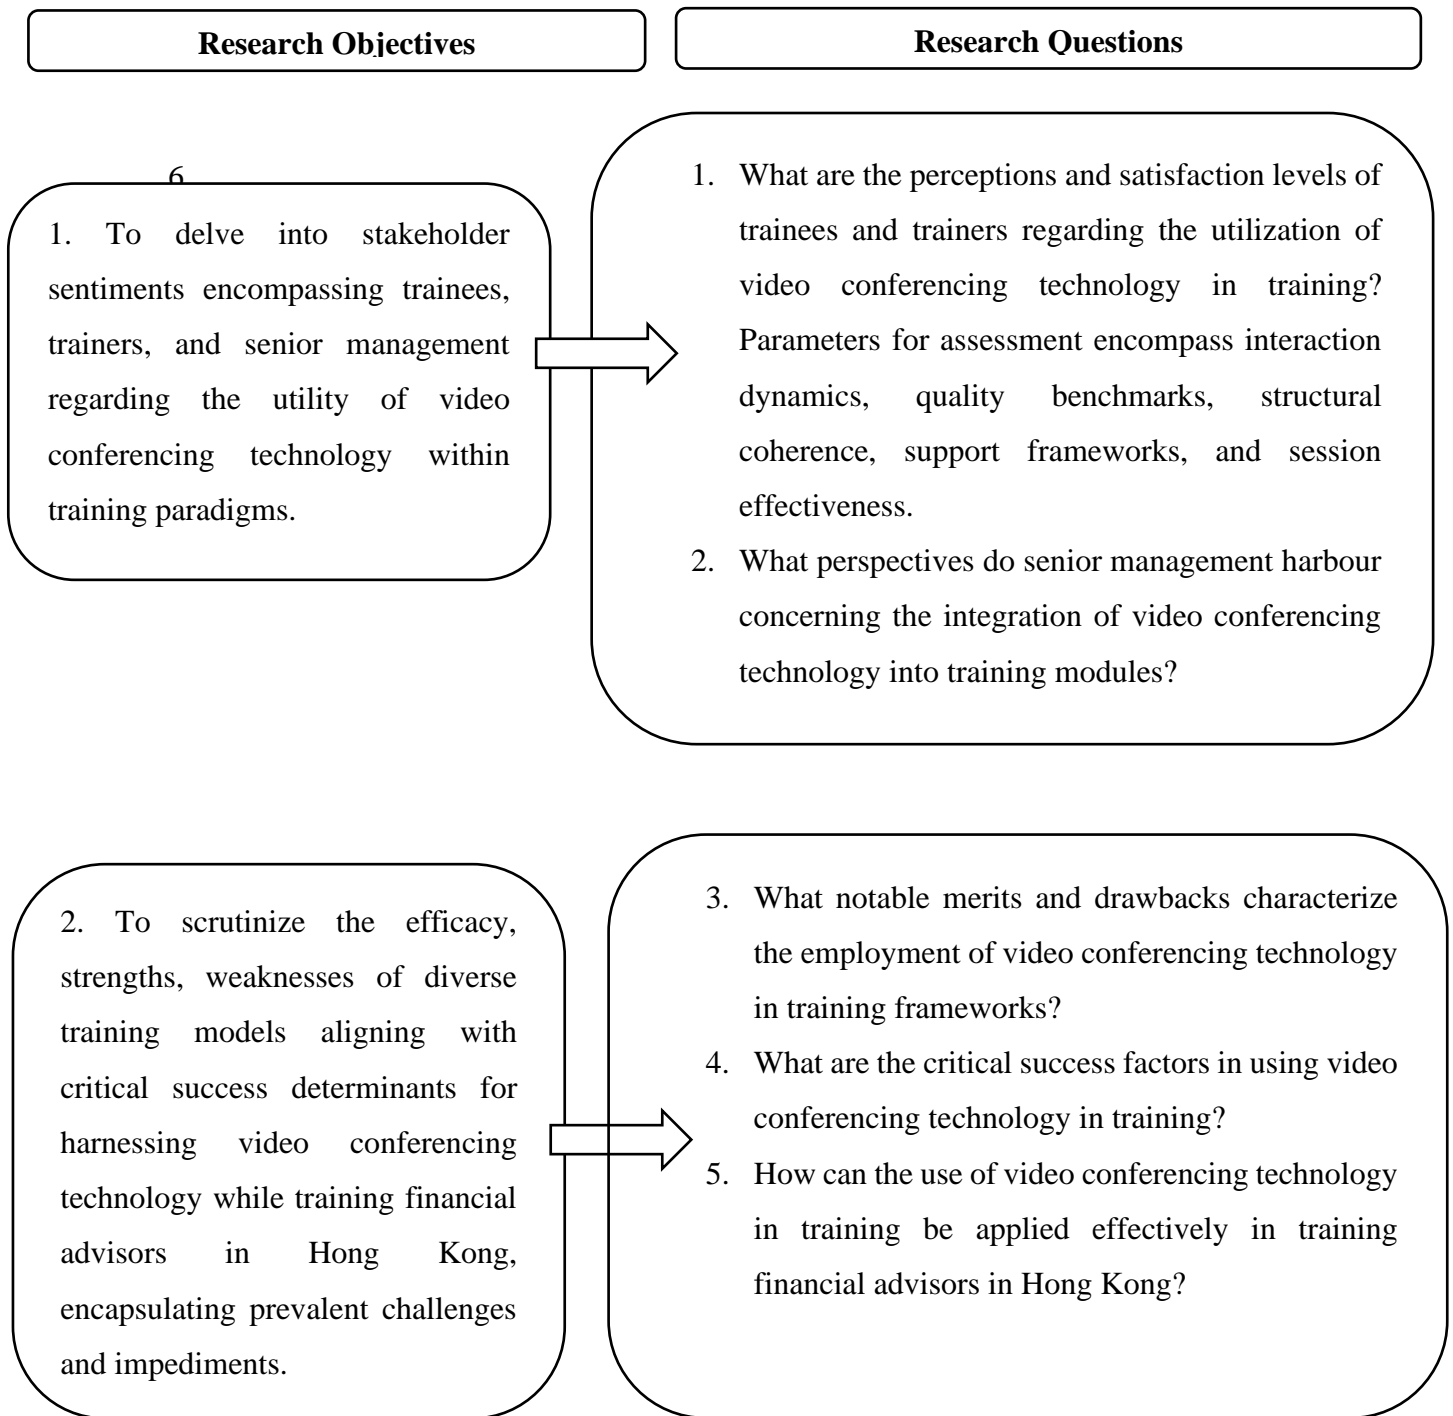 Research Objectives
Research Questions
6
1. To delve into stakeholder
sentiments encompassing trainees,
trainers, and senior management
regarding the utility of video
conferencing technology within
training paradigms.
1. What are the perceptions and satisfaction levels of
trainees and trainers regarding the utilization of
video conferencing technology in training?
Parameters for assessment encompass interaction
dynamics, quality benchmarks, structural
coherence, support frameworks, and session
effectiveness.
2. What perspectives do senior management harbour
concerning the integration of video conferencing
technology into training modules?
2. To scrutinize the efficacy,
strengths, weaknesses of diverse
training models aligning with
critical success determinants for
harnessing video conferencing
technology while training financial
advisors in Hong Kong,
encapsulating prevalent challenges
and impediments.
3. What notable merits and drawbacks characterize
the employment of video conferencing technology
in training frameworks?
4. What are the critical success factors in using video
conferencing technology in training?
5. How can the use of video conferencing technology
in training be applied effectively in training
financial advisors in Hong Kong?